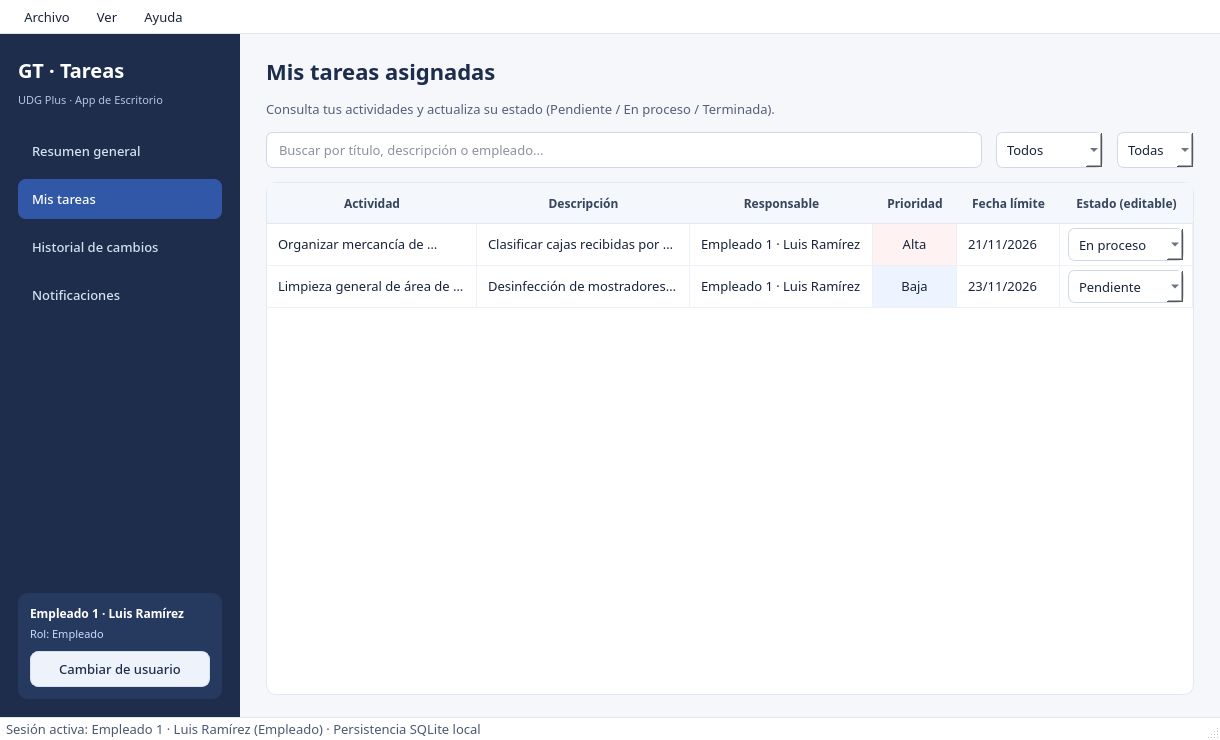 Archivo Ver Ayuda
GT · Tareas
UDG Plus · App de Escritorio
Resumen general
Mis tareas
Historial de cambios
Notificaciones
Empleado 1 · Luis Ramírez
Rol: Empleado
Cambiar de usuario
Mis tareas asignadas
Consulta tus actividades y actualiza su estado (Pendiente / En proceso / Terminada).
Buscar por título, descripción o empleado... Todos Todas
Actividad Descripción Responsable Prioridad Fecha límite Estado (editable)
Organizar mercancía de ... Clasificar cajas recibidas por ... Empleado 1 · Luis Ramírez Alta 21/11/2026 En proceso
Limpieza general de área de ... Desinfección de mostradores... Empleado 1 · Luis Ramírez Baja 23/11/2026 Pendiente
Sesión activa: Empleado 1 · Luis Ramírez (Empleado) · Persistencia SQLite local